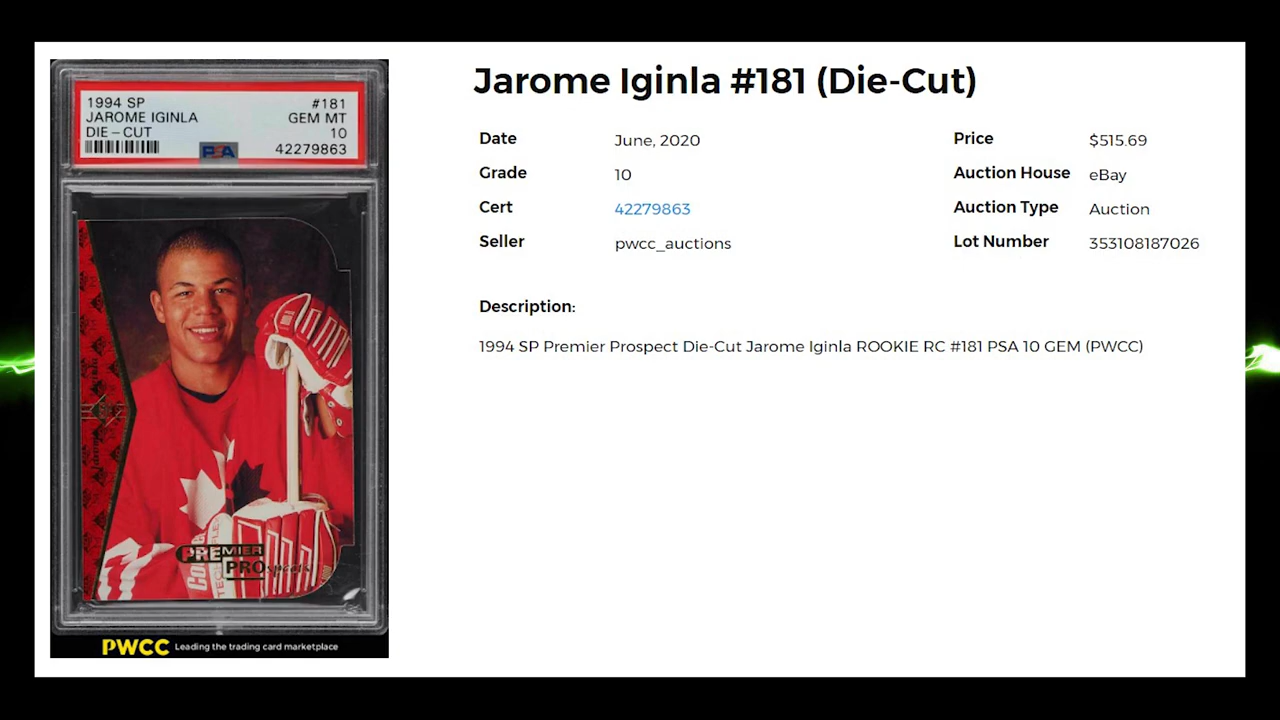 1994 SP #181
JAROME IGINLA GEM MT
DIE – CUT 10
PSA 42279863
PREMIER
PROspects
PWCC Leading the trading card marketplace
Jarome Iginla #181 (Die-Cut)
Date June, 2020 Price $515.69
Grade 10 Auction House eBay
Cert 42279863 Auction Type Auction
Seller pwcc_auctions Lot Number 353108187026
Description:
1994 SP Premier Prospect Die-Cut Jarome Iginla ROOKIE RC #181 PSA 10 GEM (PWCC)